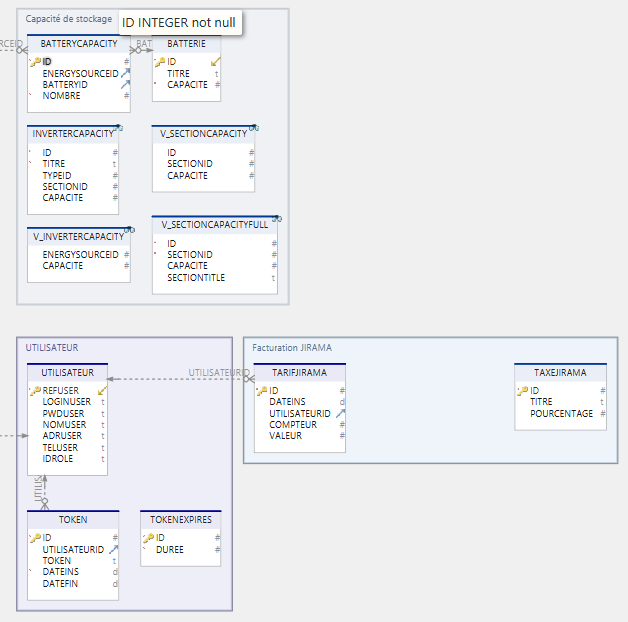 Capacité de stockage
ID INTEGER not null
RCEID
BAT
BATTERYCAPACITY
ID #
ENERGYSOURCEID
BATTERYID
NOMBRE #
BATTERIE
ID
TITRE t
CAPACITE #
INVERTERCAPACITY
ID #
TITRE t
TYPEID #
SECTIONID #
CAPACITE #
V_SECTIONCAPACITY
ID #
SECTIONID #
CAPACITE #
V_INVERTERCAPACITY
ENERGYSOURCEID #
CAPACITE #
V_SECTIONCAPACITYFULL
ID #
SECTIONID #
CAPACITE #
SECTIONTITLE t
UTILISATEUR
UTILISATEUR
REFUSER
LOGINUSER t
PWDUSER t
NOMUSER t
ADRUSER t
TELUSER t
IDROLE t
UTILIS
TOKEN
ID #
UTILISATEURID
TOKEN t
DATEINS d
DATEFIN d
TOKENEXPIRES
ID #
DUREE #
Facturation JIRAMA
UTILISATEURID
TARIFJIRAMA
ID #
DATEINS d
UTILISATEURID
COMPTEUR #
VALEUR #
TAXEJIRAMA
ID #
TITRE t
POURCENTAGE #